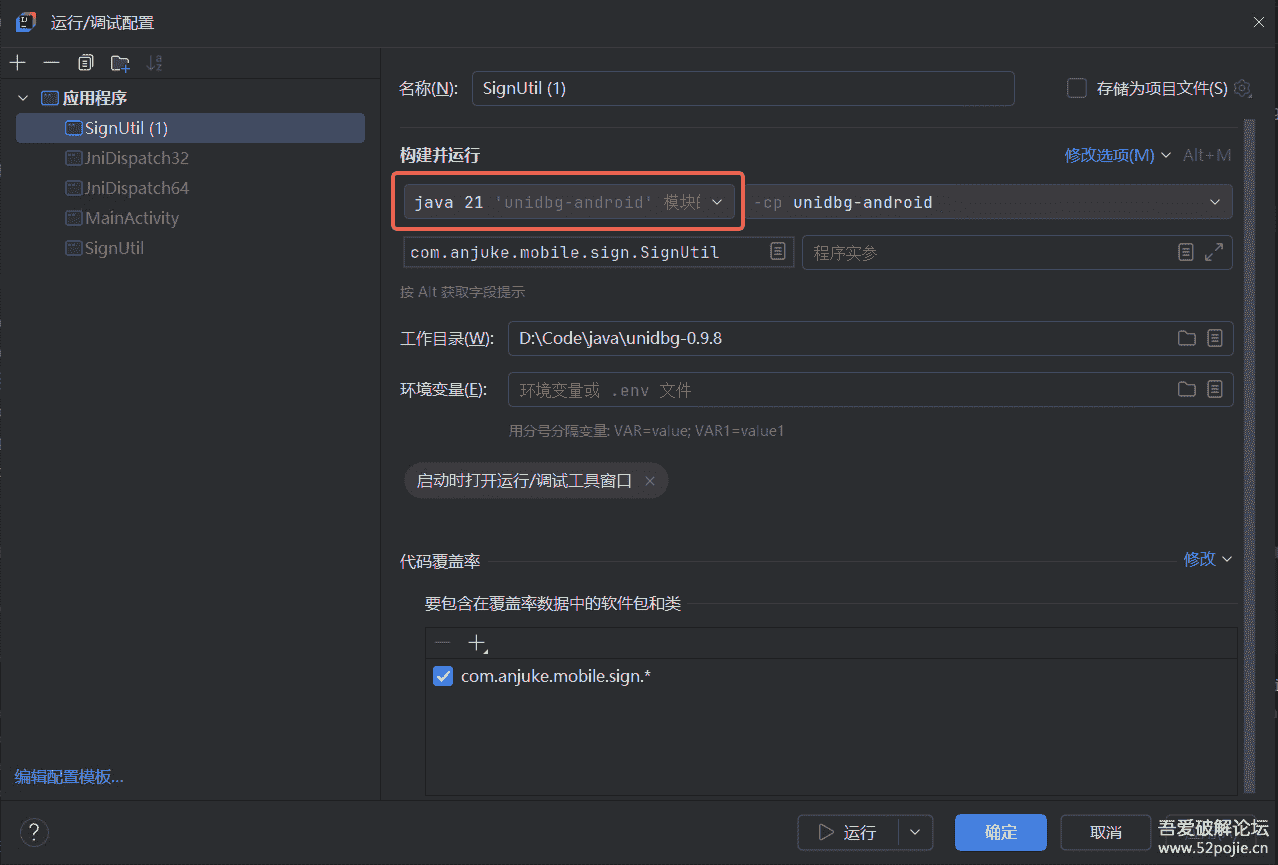 运行/调试配置
应用程序
SignUtil (1)
JniDispatch32
JniDispatch64
MainActivity
SignUtil
编辑配置模板...
名称(N):
SignUtil (1)
存储为项目文件(S)
构建并运行
修改选项(M)
Alt+M
java 21 'unidbg-android' 模块
-cp unidbg-android
com.anjuke.mobile.sign.SignUtil
程序实参
按 Alt 获取字段提示
工作目录(W):
D:\Code\java\unidbg-0.9.8
环境变量(E):
环境变量或 .env 文件
用分号分隔变量: VAR=value; VAR1=value1
启动时打开运行/调试工具窗口
代码覆盖率
修改
要包含在覆盖率数据中的软件包和类
com.anjuke.mobile.sign.*
?
运行
确定
取消
吾爱破解论坛
www.52pojie.cn